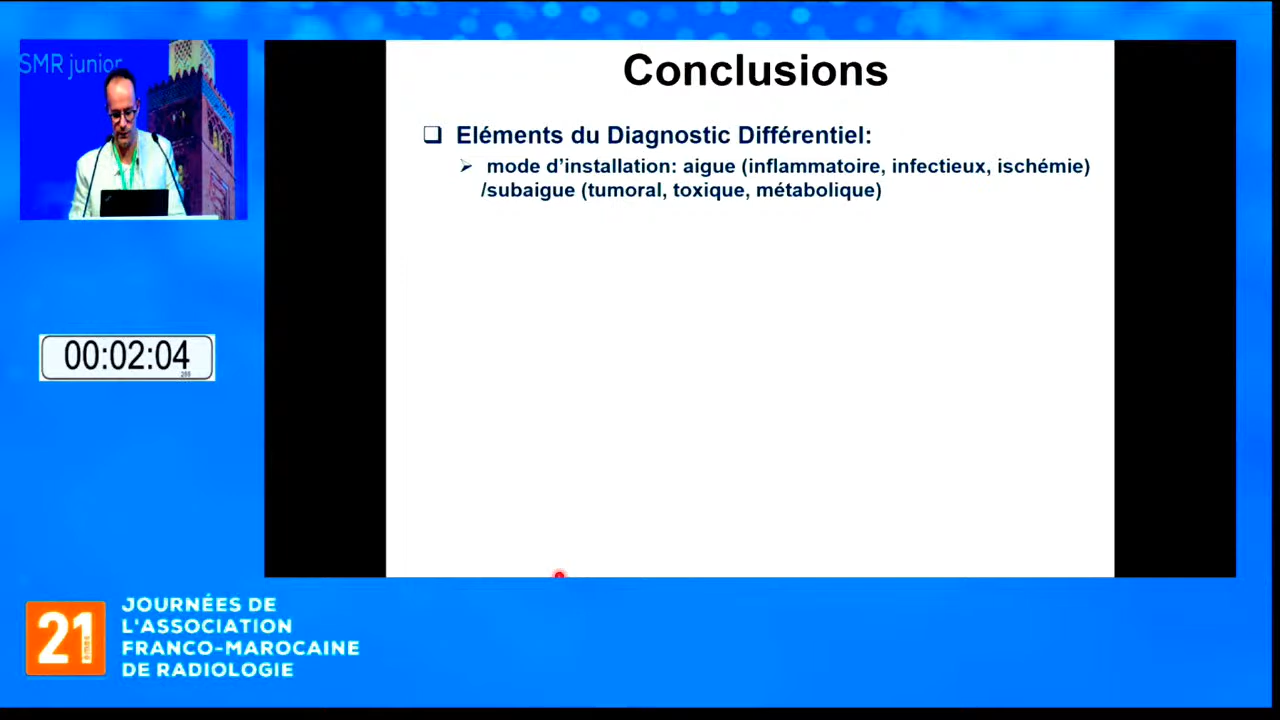 SMR junior
Conclusions
Eléments du Diagnostic Différentiel:
mode d'installation: aigue (inflammatoire, infectieux, ischémie)
/subaigue (tumoral, toxique, métabolique)
00:02:04
21
JOURNÉES DE
L'ASSOCIATION
FRANCO-MAROCAINE
DE RADIOLOGIE